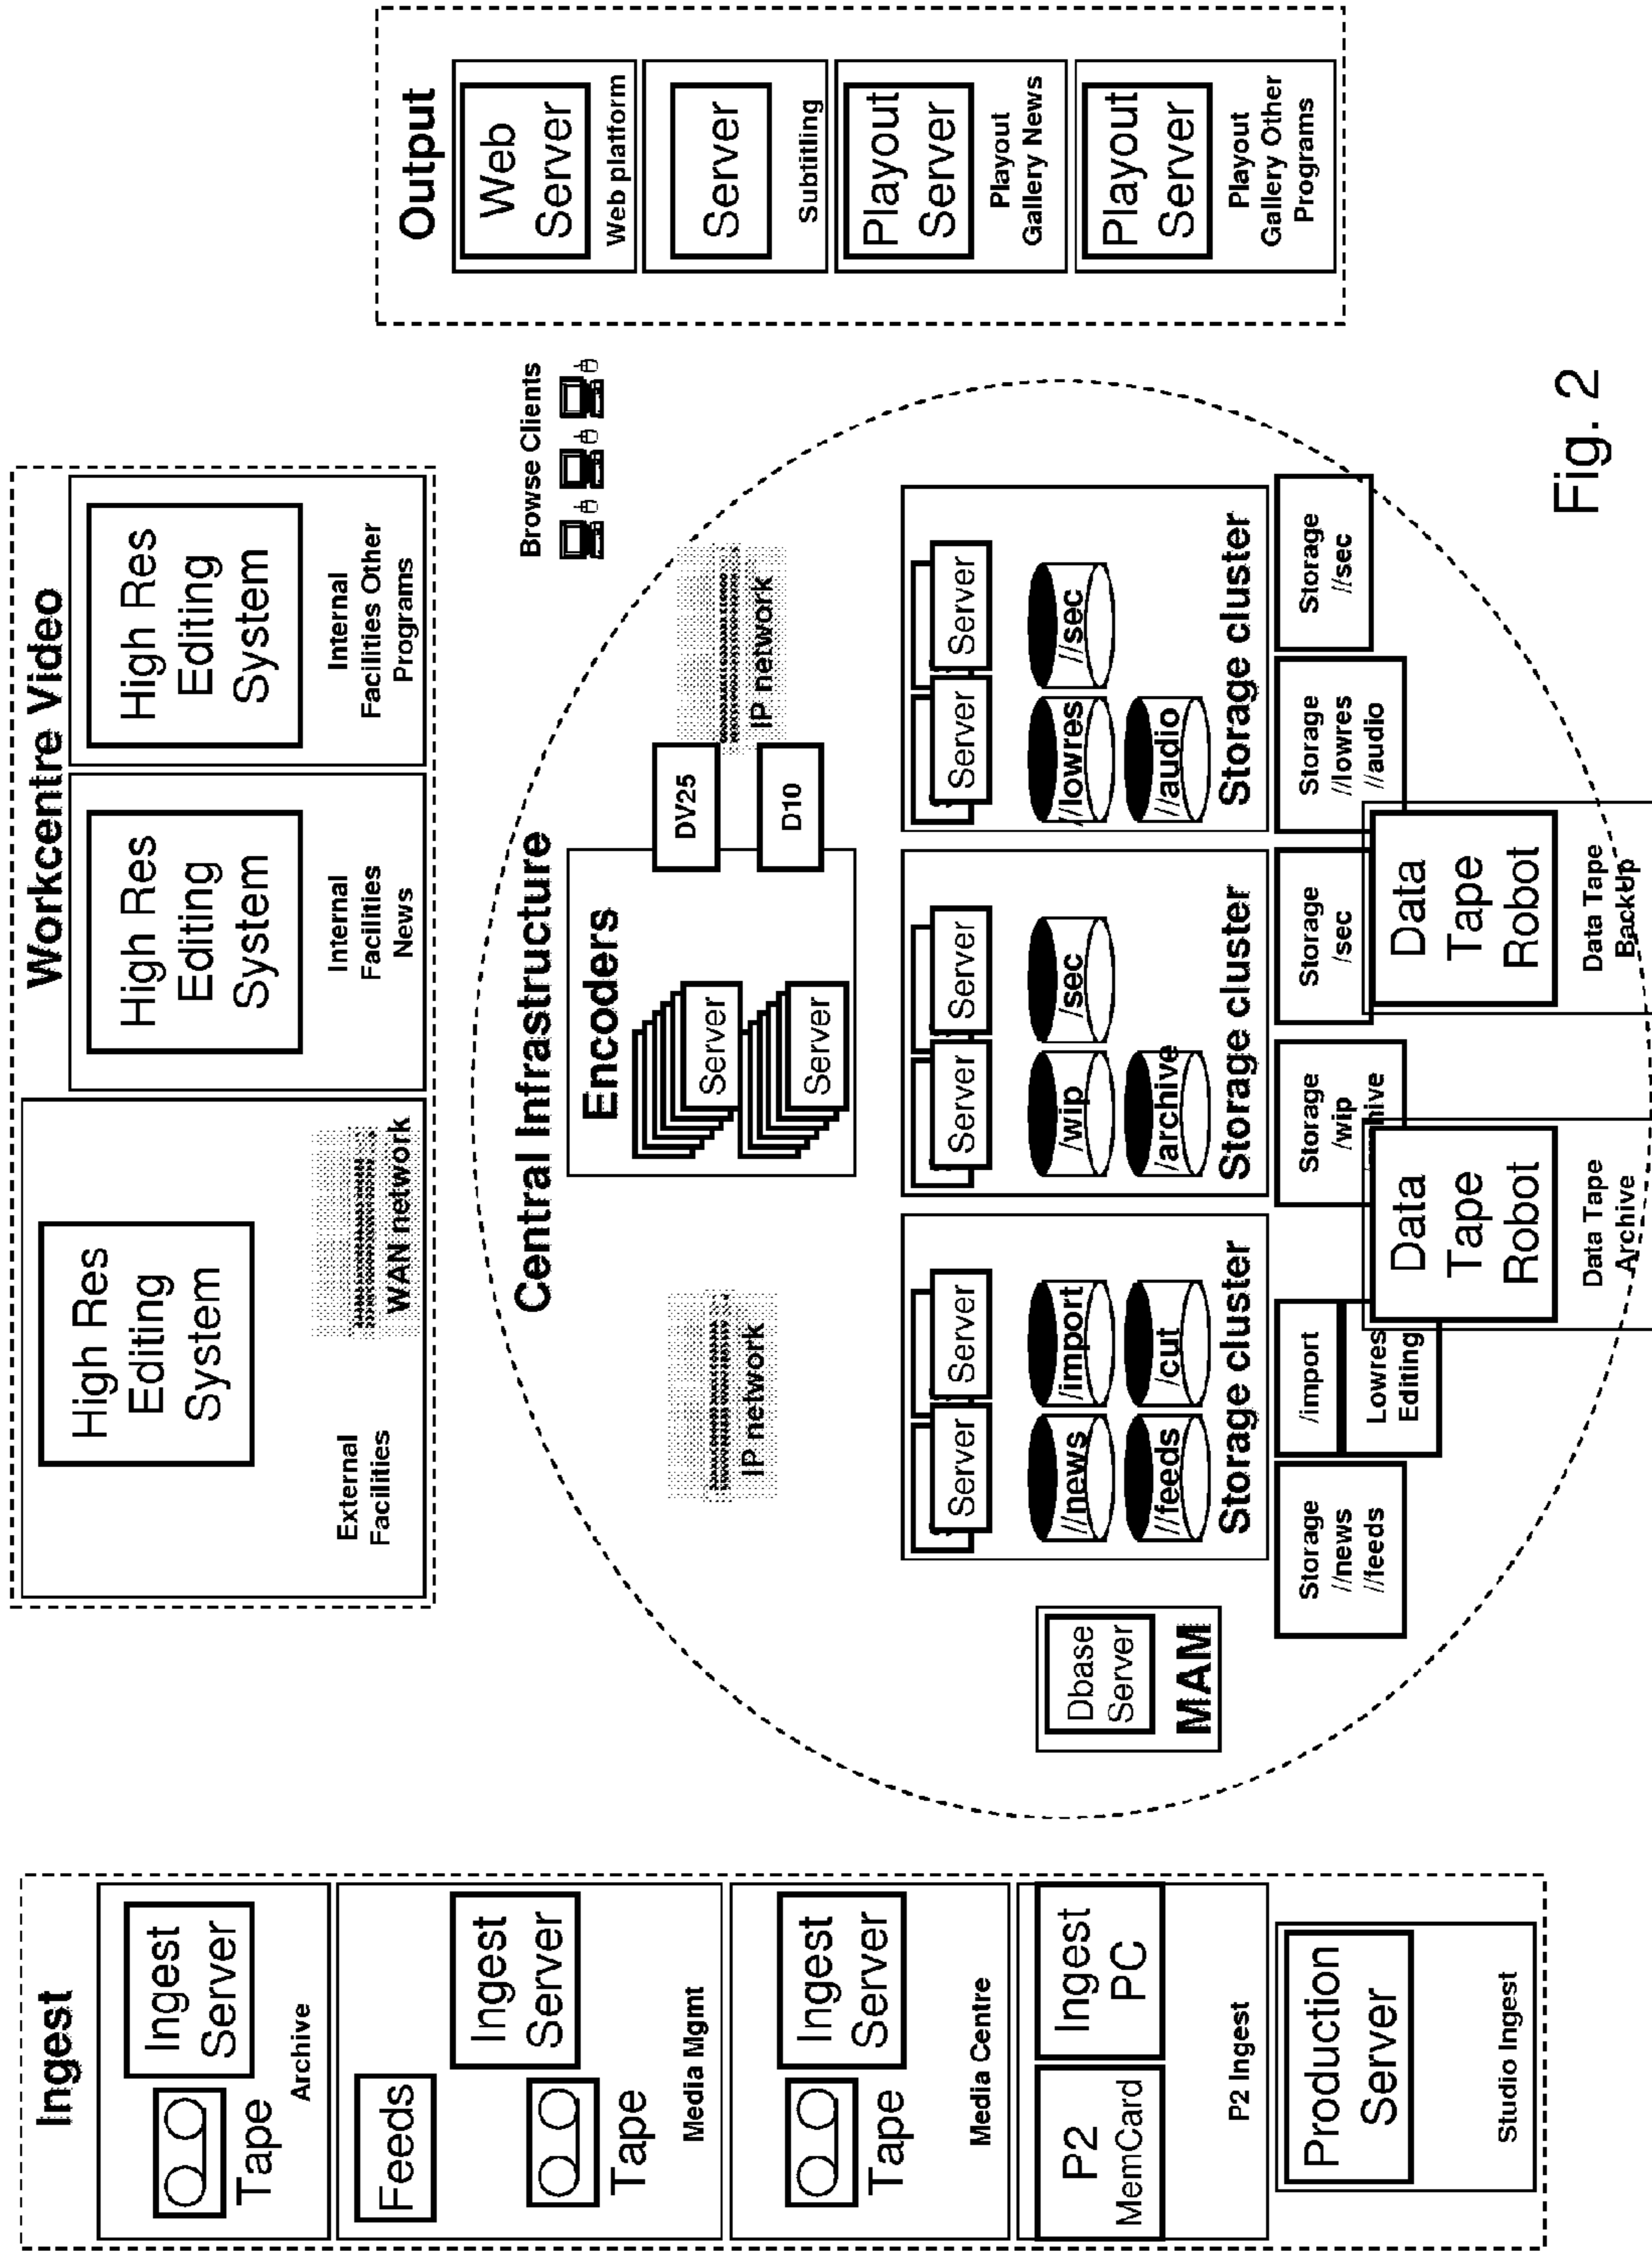 Ingest
Tape
Ingest
Server
Archive
Feeds
Tape
Ingest
Server
Media Mgmt
Tape
Ingest
Server
Media Centre
P2
MemCard
Ingest
PC
P2 Ingest
Production
Server
Studio Ingest
Workcentre Video
High Res
Editing
System
External
Facilities
WAN network
High Res
Editing
System
Internal
Facilities
News
High Res
Editing
System
Internal
Facilities Other
Programs
Central Infrastructure
Encoders
Server
Server
DV25
D10
IP network
IP network
Browse Clients
Dbase
Server
MAM
Server
Server
//news
/import
//feeds
/cut
Storage cluster
Server
Server
/wip
/sec
/archive
Storage cluster
Server
Server
//lowres
//sec
//audio
Storage cluster
Storage
//news
//feeds
/import
Lowres
Editing
Storage
/wip
Storage
/sec
Storage
//lowres
//audio
Storage
//sec
Data
Tape
Robot
Data Tape
Archive
Data
Tape
Robot
Data Tape
BackUp
Output
Web
Server
Web platform
Server
Subtitling
Playout
Server
Playout
Gallery News
Playout
Server
Playout
Gallery Other
Programs
Fig. 2